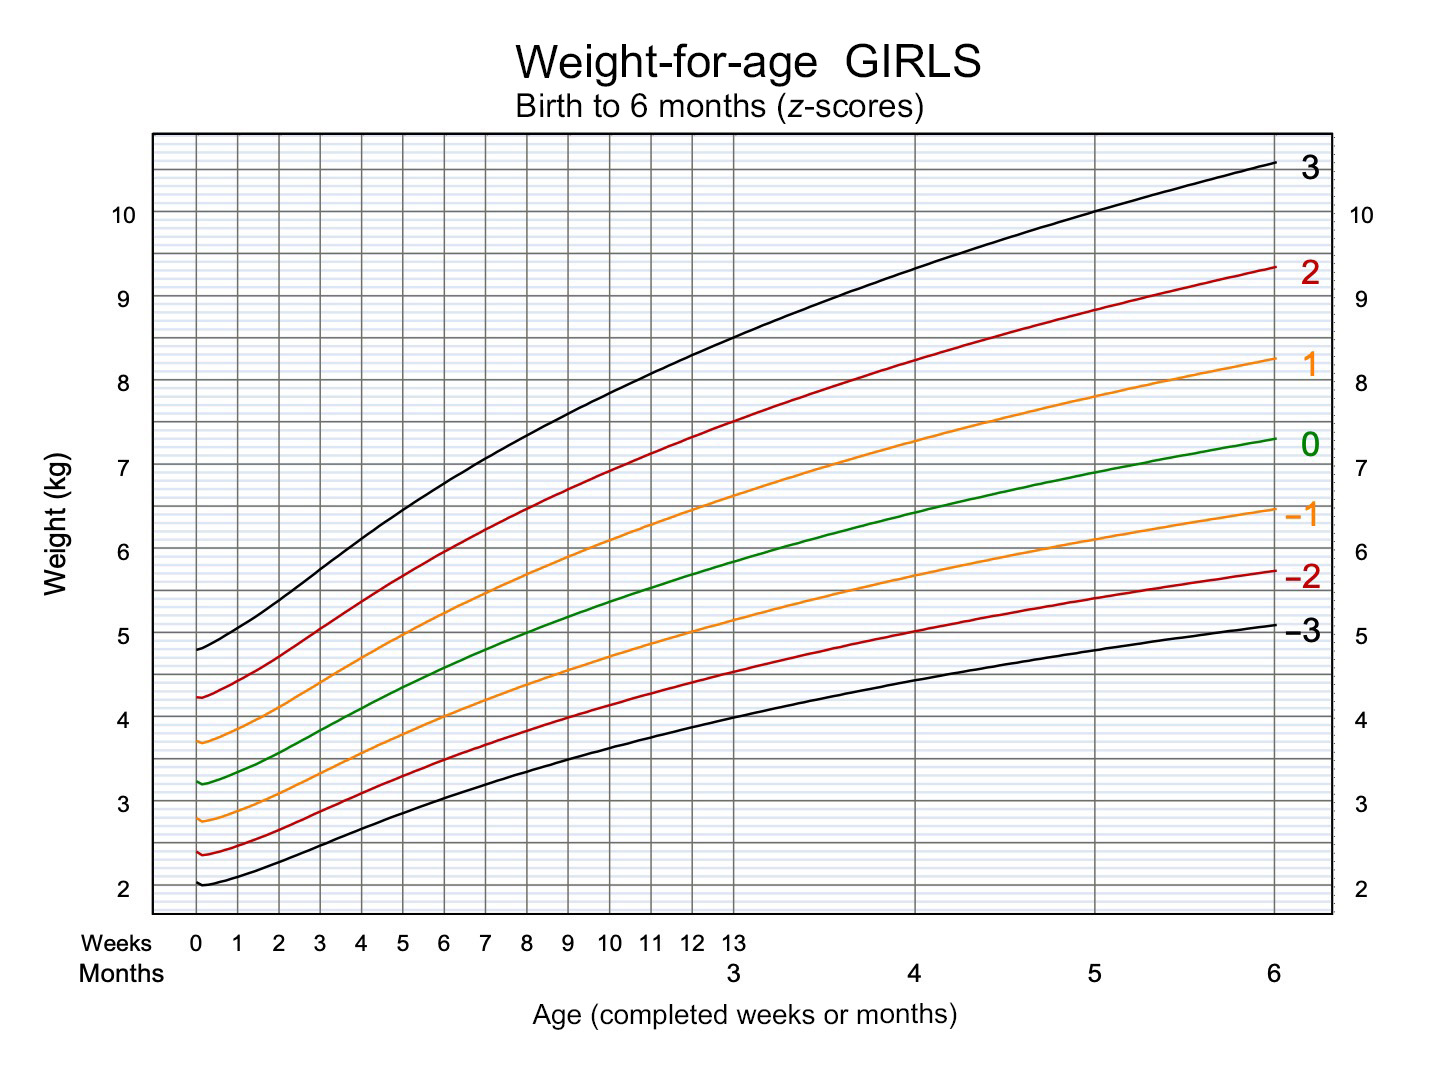 Weight-for-age GIRLS
Birth to 6 months (z-scores)
3
10 10
2
9 9
1
8 8
0
7 7
–1
6 6
–2
5 –3 5
4 4
3 3
2 2
Weight (kg)
Weeks 0 1 2 3 4 5 6 7 8 9 10 11 12 13
Months 3 4 5 6
Age (completed weeks or months)